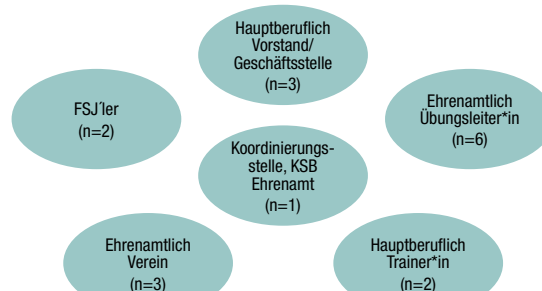 Hauptberuflich
Vorstand/
Geschäftsstelle
(n=3)
FSJ´ler
(n=2)
Ehrenamtlich
Übungsleiter*in
(n=6)
Koordinierungs-
stelle, KSB
Ehrenamt
(n=1)
Ehrenamtlich
Verein
(n=3)
Hauptberuflich
Trainer*in
(n=2)